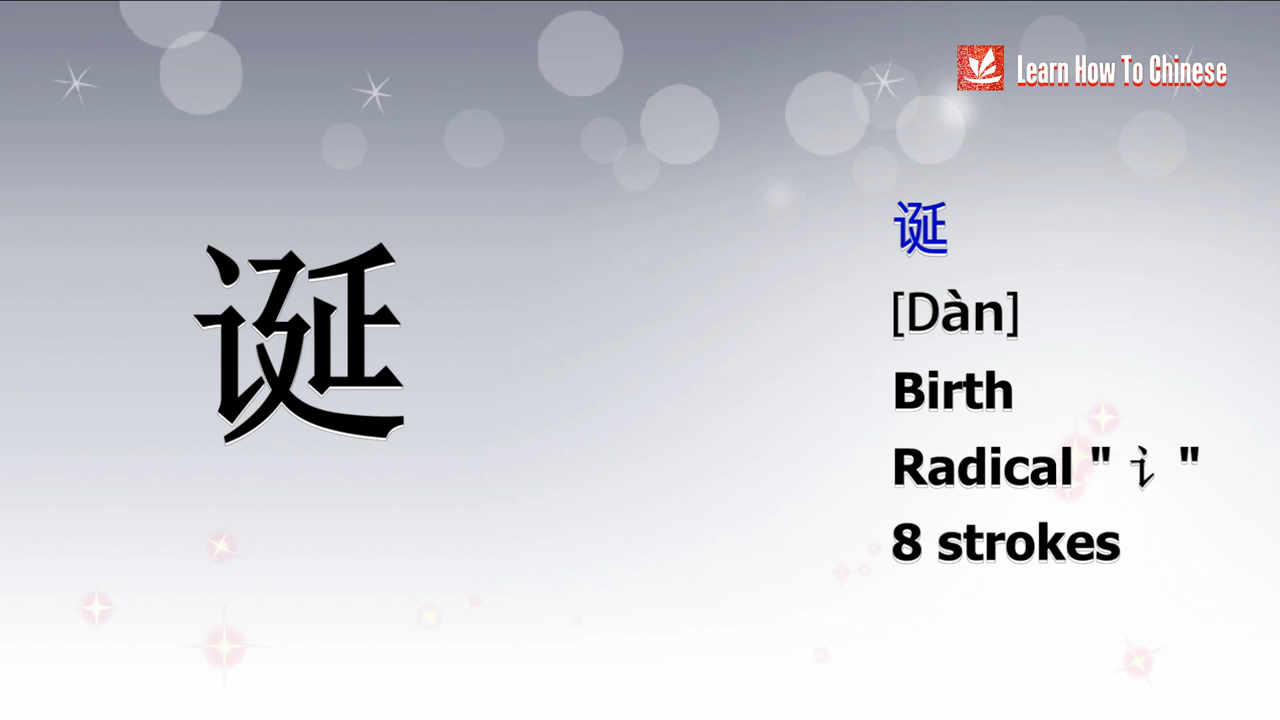 Learn How To Chinese
诞
诞
[Dàn]
Birth
Radical " 讠 "
8 strokes